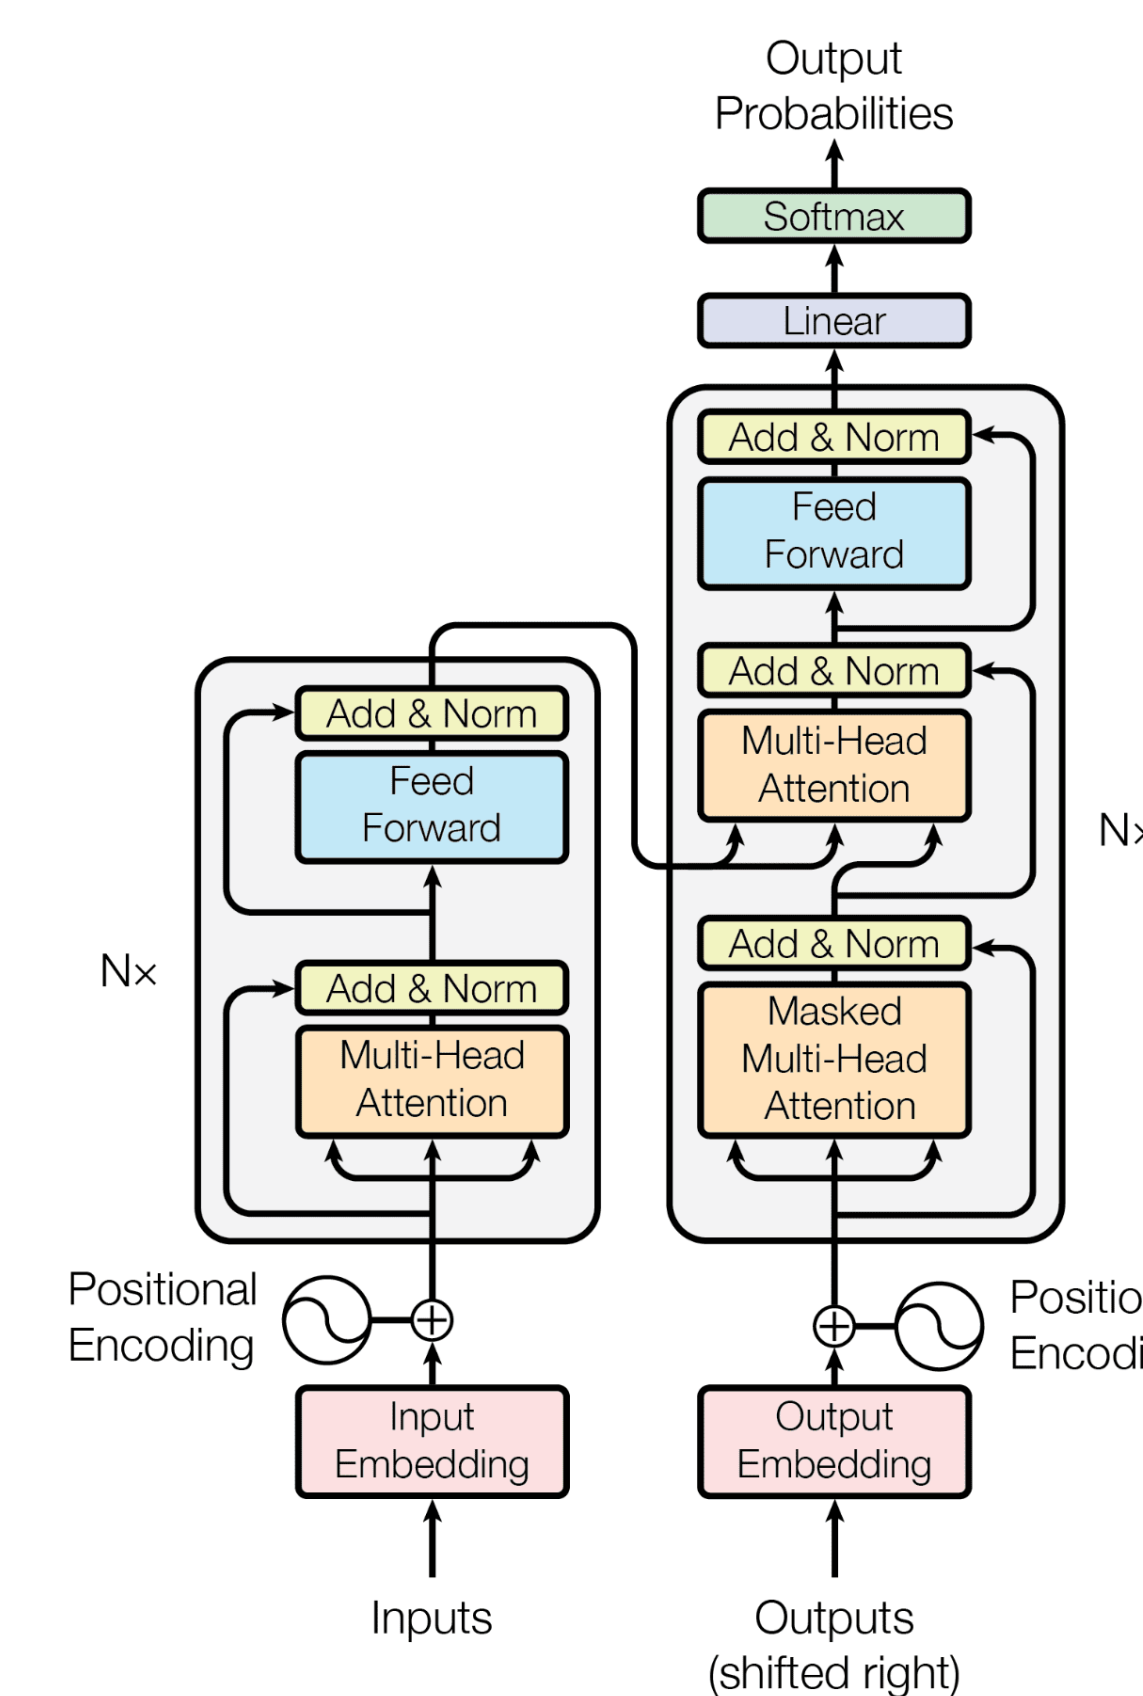 Output
Probabilities
Softmax
Linear
Add & Norm
Feed
Forward
Add & Norm
Multi-Head
Attention
Add & Norm
Masked
Multi-Head
Attention
N×
Add & Norm
Feed
Forward
Add & Norm
Multi-Head
Attention
N×
Positional
Encoding
Positio
Encodi
Input
Embedding
Output
Embedding
Inputs
Outputs
(shifted right)